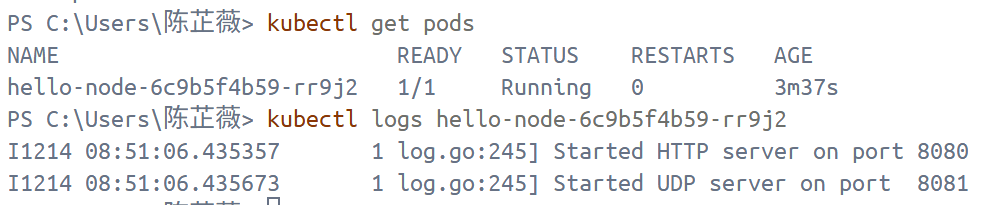 PS C:\Users\陈芷薇> kubectl get pods
NAME                          READY   STATUS    RESTARTS   AGE
hello-node-6c9b5f4b59-rr9j2   1/1     Running   0          3m37s
PS C:\Users\陈芷薇> kubectl logs hello-node-6c9b5f4b59-rr9j2
I1214 08:51:06.435357       1 log.go:245] Started HTTP server on port 8080
I1214 08:51:06.435673       1 log.go:245] Started UDP server on port  8081